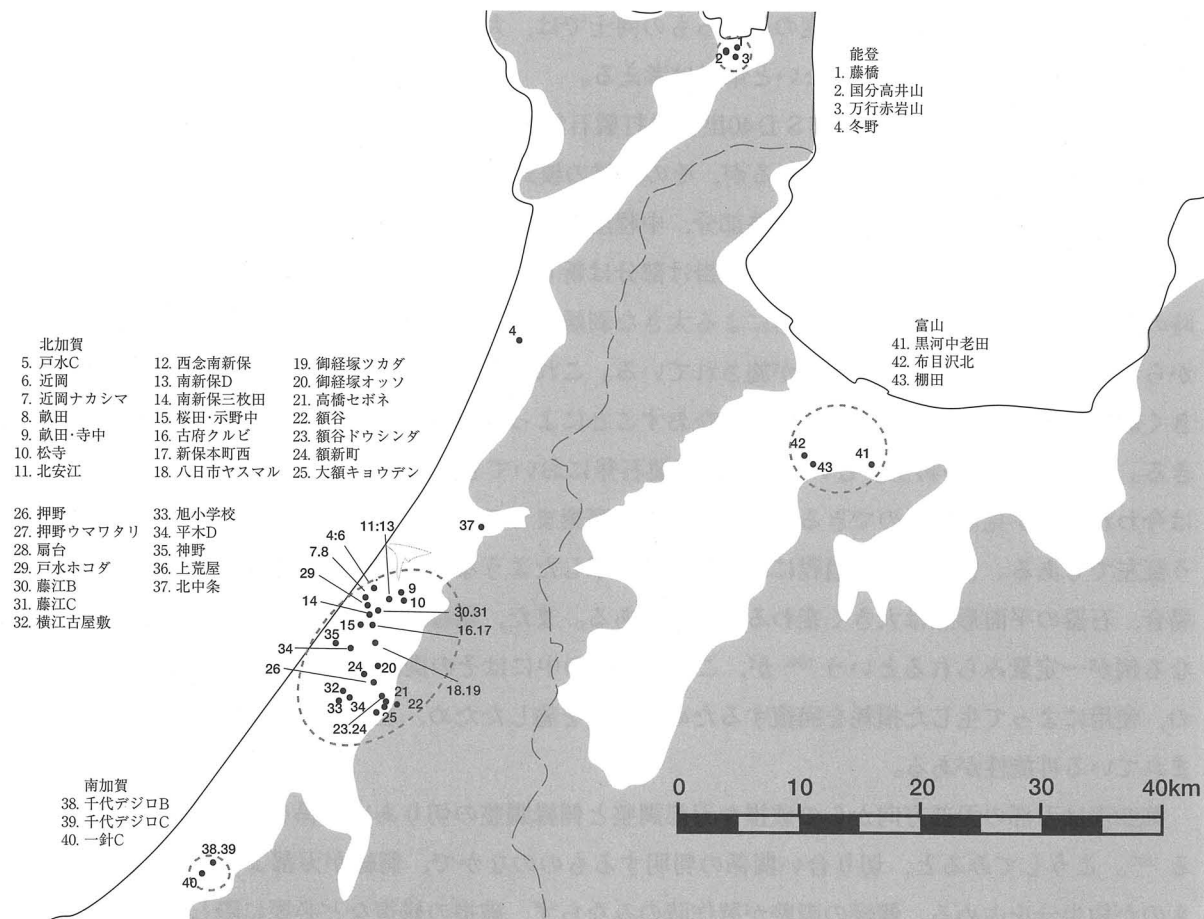 能登
1. 藤橋
2. 国分高井山
3. 万行赤岩山
4. 冬野
2
3
4
北加賀
5. 戸水C
6. 近岡
7. 近岡ナカシマ
8. 畝田
9. 畝田・寺中
10. 松寺
11. 北安江
12. 西念南新保
13. 南新保D
14. 南新保三枚田
15. 桜田・示野中
16. 古府クルビ
17. 新保本町西
18. 八日市ヤスマル
19. 御経塚ツカダ
20. 御経塚オッソ
21. 高橋セボネ
22. 額谷
23. 額谷ドウシンダ
24. 額新町
25. 大額キョウデン
26. 押野
27. 押野ウマワタリ
28. 扇台
29. 戸水ホコダ
30. 藤江B
31. 藤江C
32. 横江古屋敷
33. 旭小学校
34. 平木D
35. 神野
36. 上荒屋
37. 北中条
富山
41. 黒河中老田
42. 布目沢北
43. 棚田
42
43
41
37
11:13
4:6
7.8
29
14
9
10
30.31
15
16.17
35
34
26
24
20
18.19
32
33
34
21
22
25
23.24
南加賀
38. 千代デジロB
39. 千代デジロC
40. 一針C
38.39
40
0 10 20 30 40km